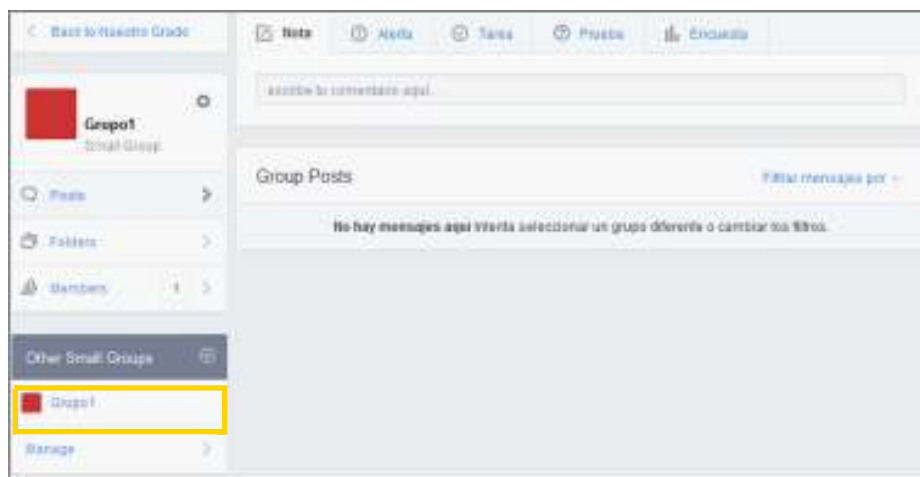 Back to Nuestro Grado
Nota
Alerta
Tarea
Prueba
Encuesta
escribe tu comentario aquí...
Grupo1
Small Group
Posts
Folders
Members 1
Group Posts
Filtrar mensajes por
No hay mensajes aquí Intenta seleccionar un grupo diferente o cambiar los filtros.
Other Small Groups
Grupo1
Manage